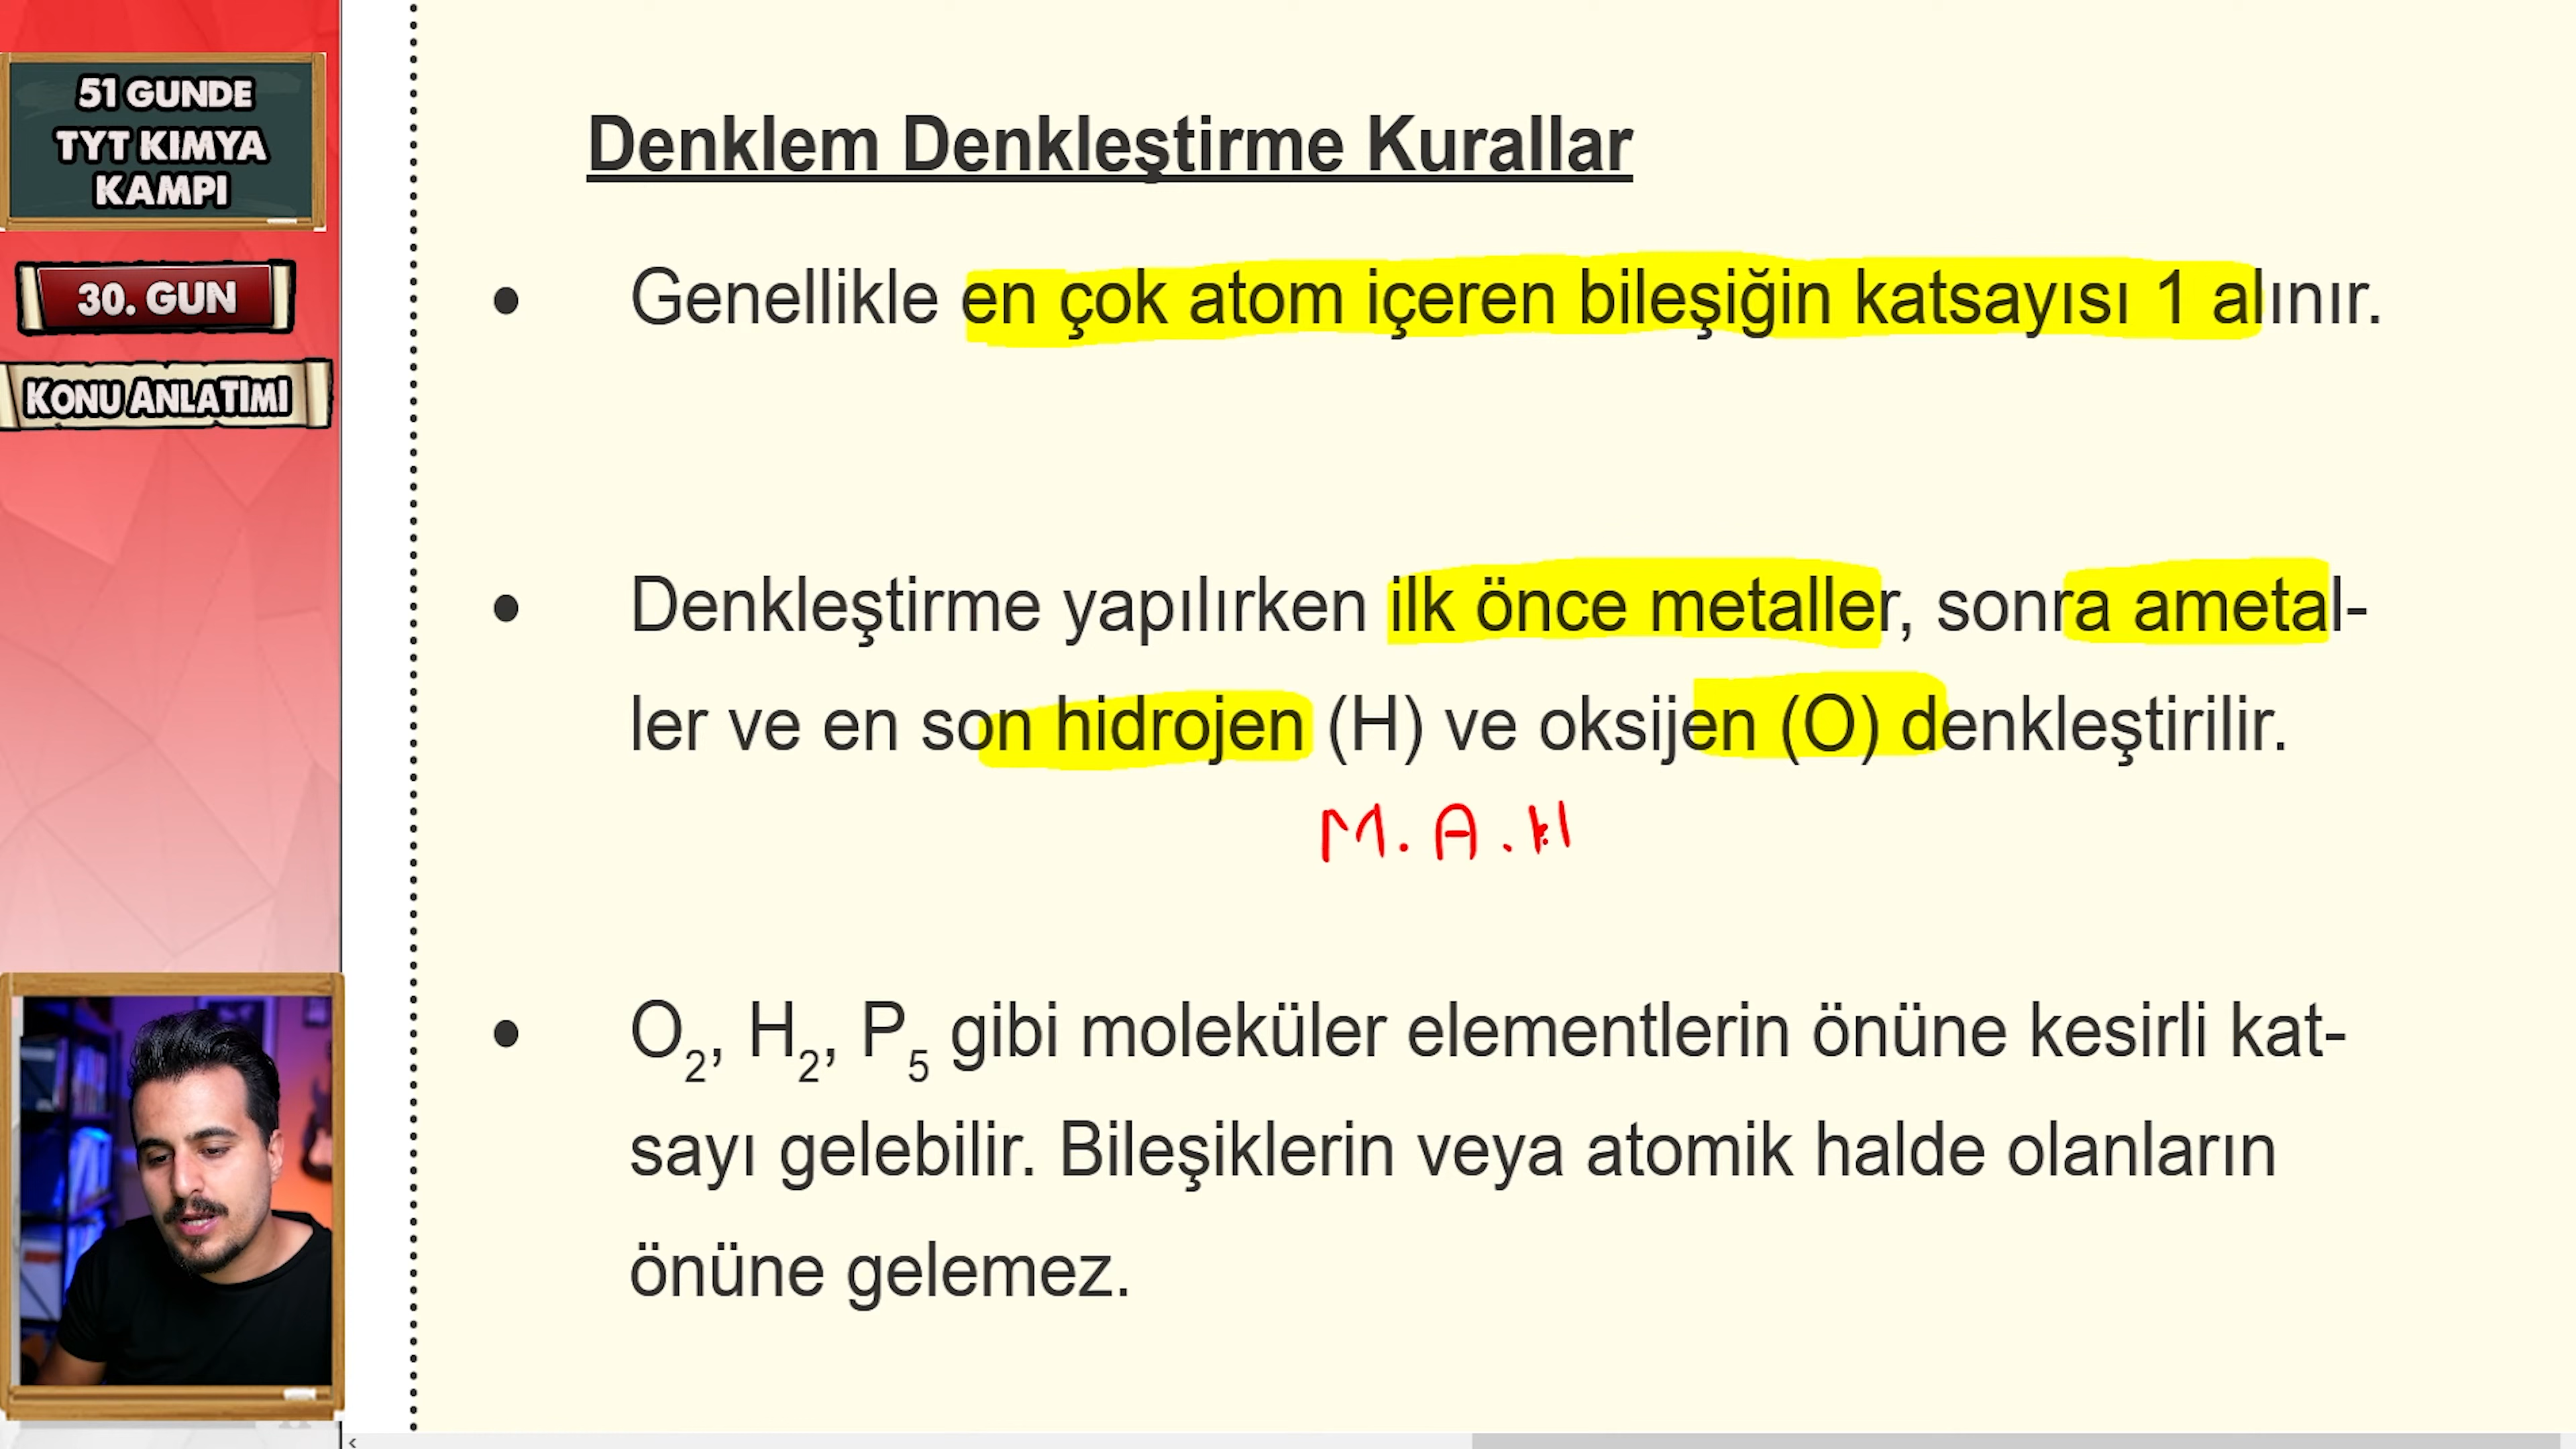 51 GUNDE
TYT KIMYA
KAMPI
30. GUN
KONU ANLATIMI
Denklem Denkleştirme Kurallar
• Genellikle en çok atom içeren bileşiğin katsayısı 1 alınır.
• Denkleştirme yapılırken ilk önce metaller, sonra ametal-
ler ve en son hidrojen (H) ve oksijen (O) denkleştirilir.
M. A. H
• O₂, H₂, P₅ gibi moleküler elementlerin önüne kesirli kat-
sayı gelebilir. Bileşiklerin veya atomik halde olanların
önüne gelemez.